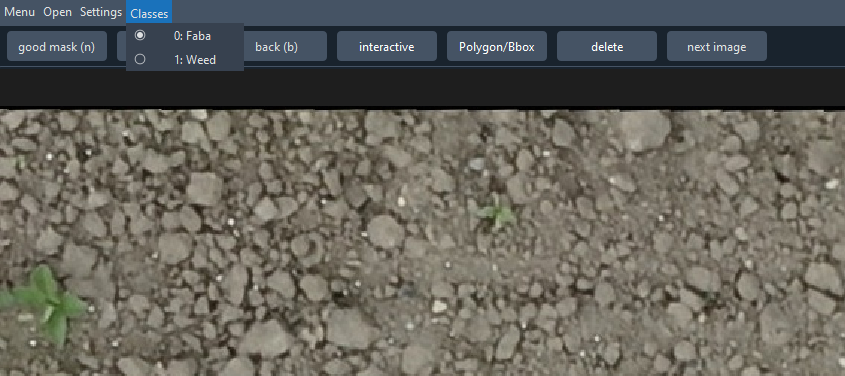 Menu Open Settings Classes
0: Faba
1: Weed
good mask (n) back (b) interactive Polygon/Bbox delete next image